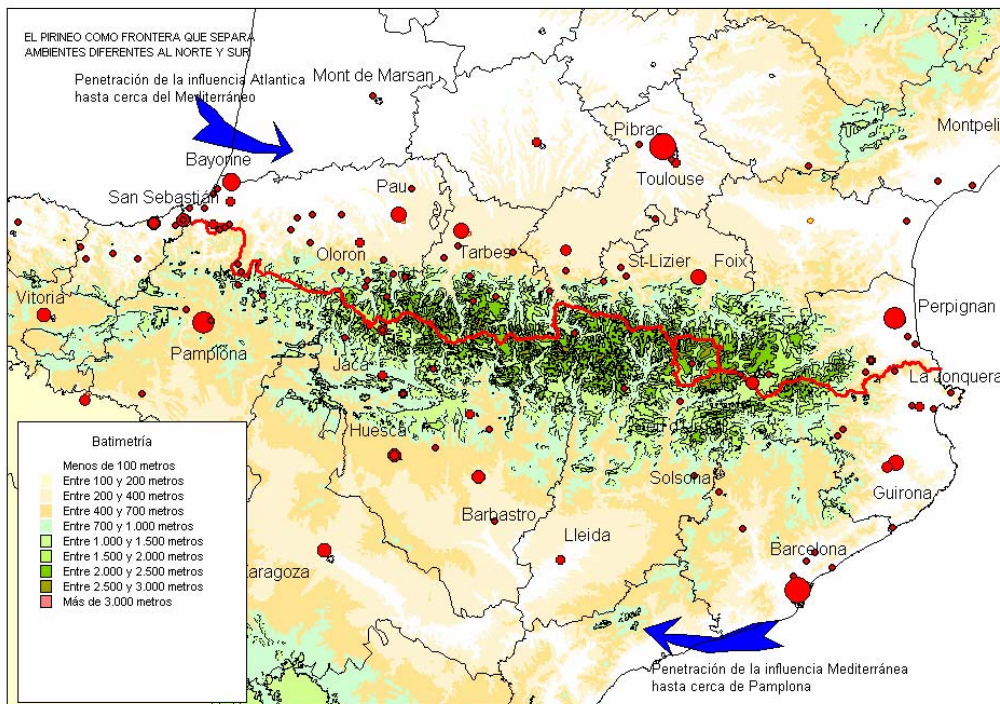 EL PIRINEO COMO FRONTERA QUE SEPARA
AMBIENTES DIFERENTES AL NORTE Y SUR
Penetración de la influencia Atlantica
hasta cerca del Mediterráneo
Mont de Marsan
Pibrac
Montpeli
Toulouse
Bayonne
San Sebastián
Pau
Oloron
Tarbes
St-Lizier
Foix
Vitoria
Pamplona
Perpignan
Jaca
La Jonquera
Huesca
Solsona
Guirona
Barbastro
Lleida
Barcelona
Zaragoza
Batimetría
Menos de 100 metros
Entre 100 y 200 metros
Entre 200 y 400 metros
Entre 400 y 700 metros
Entre 700 y 1.000 metros
Entre 1.000 y 1.500 metros
Entre 1.500 y 2.000 metros
Entre 2.000 y 2.500 metros
Entre 2.500 y 3.000 metros
Más de 3.000 metros
Penetración de la influencia Mediterránea
hasta cerca de Pamplona